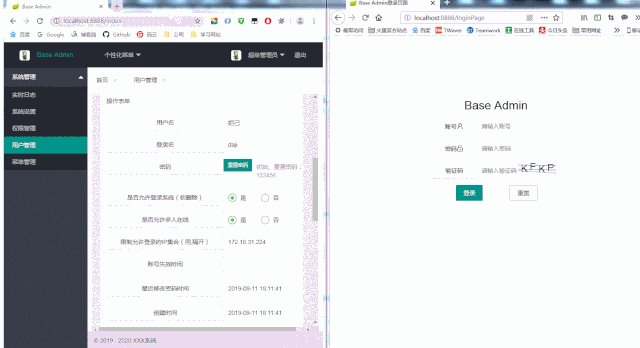 Base Admin
localhost:8888/index
百度
Google
博客园
GitHub
码云
公司
学习网站
Base Admin
个性化菜单
超级管理员
退出
系统管理
实时日志
系统设置
权限管理
用户管理
菜单管理
首页
用户管理
操作表单
用户名
妲己
登录名
daji
密码
重置密码
初始、重置密码：
123456
是否允许登录系统（软删除）
是
否
是否允许多人在线
是
否
限制允许登录的IP集合（用,隔开）
172.16.31.224
账号失效时间
最近修改密码时间
2019-09-11 18:11:41
创建时间
2019-09-11 18:11:41
© 2019 - 2020 XXX系统
Base Admin登录页面
localhost:8888/loginPage
最常访问
火狐官方站点
百度
TWaver
Teamwork
在线工具
今日头条
常用网址
Base Admin
账号
请输入账号
密码
请输入密码
验证码
请输入验证码
KFKP
登录
重置